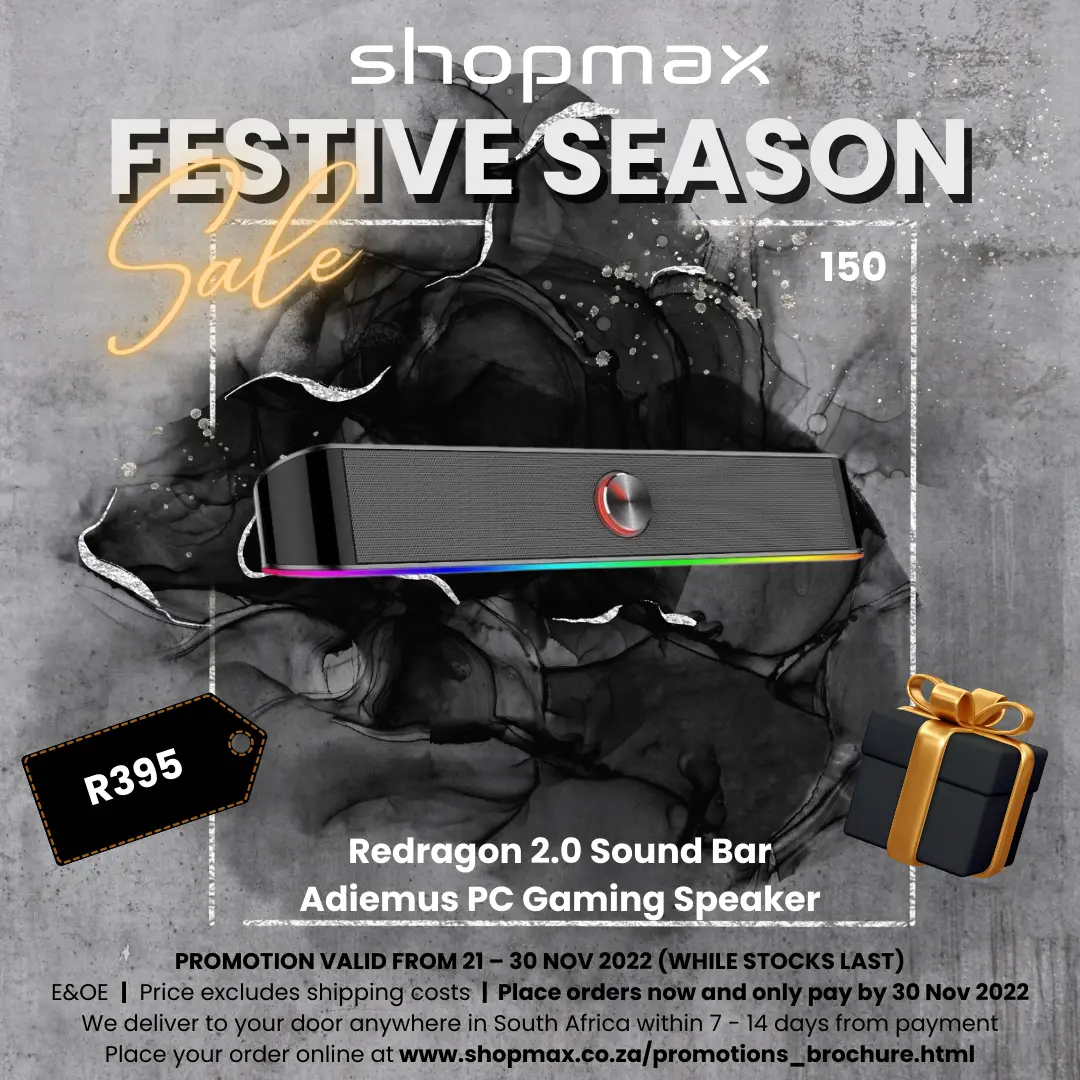 shopmax
FESTIVE SEASON
Sale
150
R395
Redragon 2.0 Sound Bar
Adiemus PC Gaming Speaker
PROMOTION VALID FROM 21 – 30 NOV 2022 (WHILE STOCKS LAST)
E&OE | Price excludes shipping costs | Place orders now and only pay by 30 Nov 2022
We deliver to your door anywhere in South Africa within 7 - 14 days from payment
Place your order online at www.shopmax.co.za/promotions_brochure.html